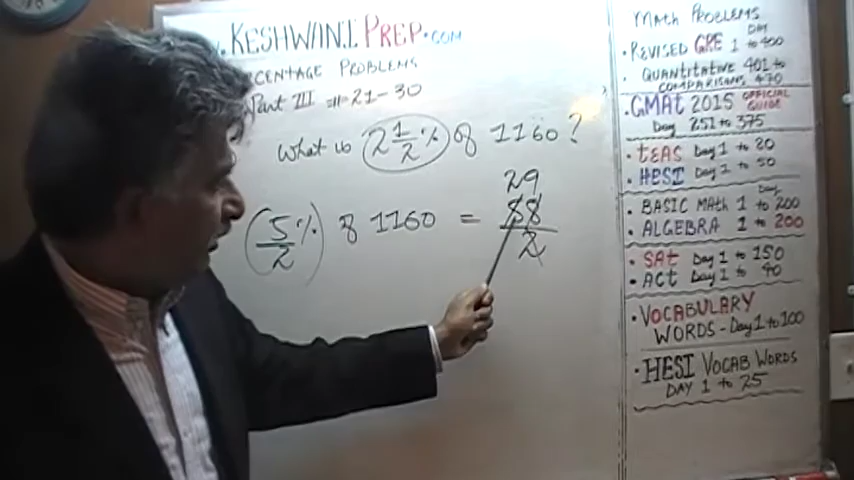 KESHWANI PREP.COM
RCENTAGE PROBLEMS
Part III #21-30
What is 2 1/2 % of 1160 ?
29
5/2 % of 1160 = 58/2
MATH PROBLEMS
• REVISED GRE DAY 1 to 400
• QUANTITATIVE 401 to
COMPARISONS 470
• GMAT 2015 OFFICIAL GUIDE
Day 251 to 375
• TEAS Day 1 to 20
• HESI Day 1 to 50
• BASIC MATH Day 1 to 200
• ALGEBRA 1 to 200
• SAT Day 1 to 150
• ACT Day 1 to 40
• VOCABULARY
WORDS - Day 1 to 100
• HESI VOCAB WORDS
DAY 1 to 25